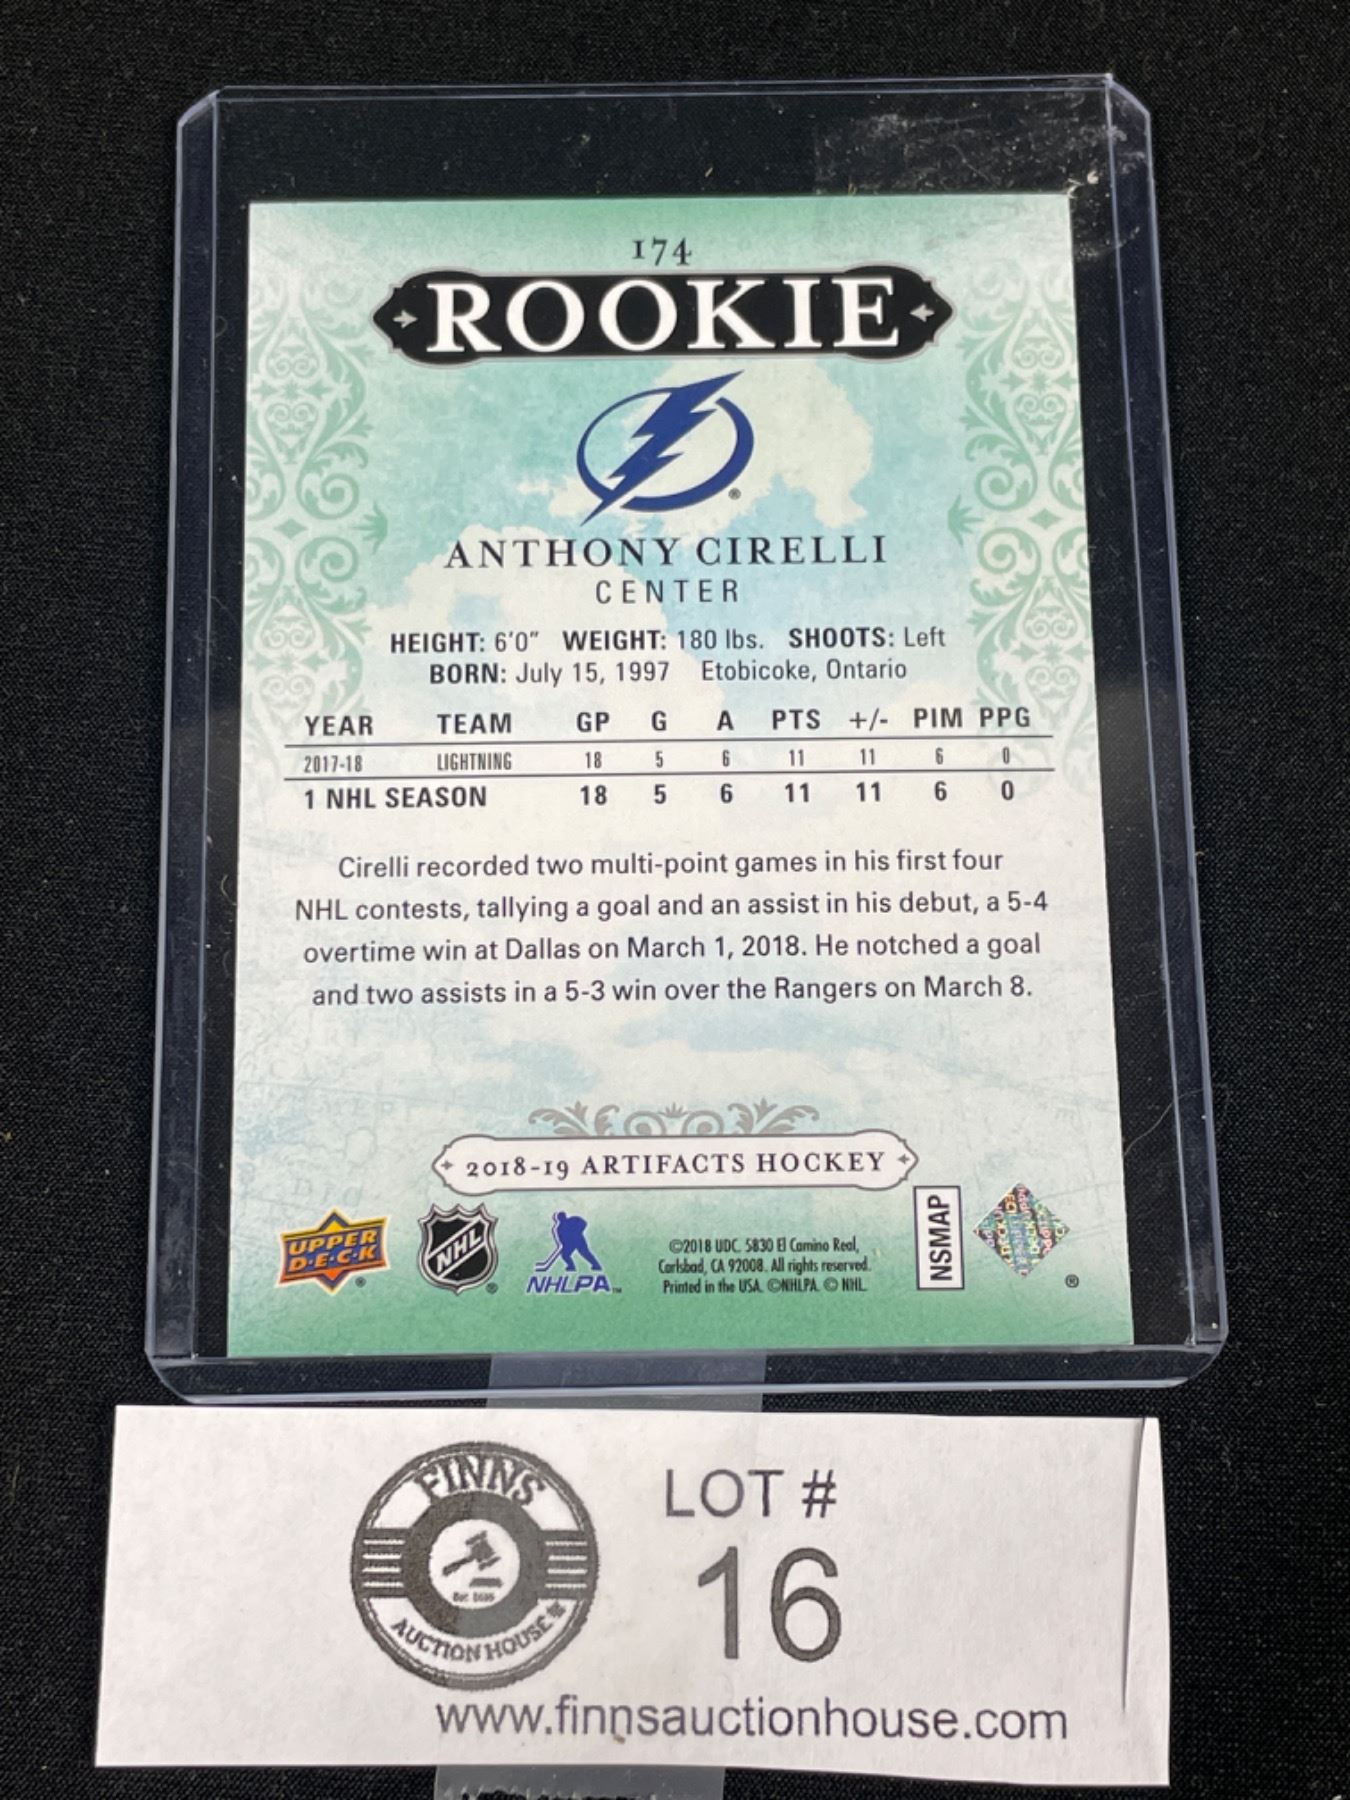 174
ROOKIE
ANTHONY CIRELLI
CENTER
HEIGHT: 6'0" WEIGHT: 180 lbs. SHOOTS: Left
BORN: July 15, 1997 Etobicoke, Ontario
YEAR TEAM GP G A PTS +/- PIM PPG
2017-18 LIGHTNING 18 5 6 11 11 6 0
1 NHL SEASON 18 5 6 11 11 6 0
Cirelli recorded two multi-point games in his first four
NHL contests, tallying a goal and an assist in his debut, a 5-4
overtime win at Dallas on March 1, 2018. He notched a goal
and two assists in a 5-3 win over the Rangers on March 8.
2018-19 ARTIFACTS HOCKEY
UPPER
D·E·C·K
NHL
NHLPA™
©2018 UDC. 5830 El Camino Real,
Carlsbad, CA 92008. All rights reserved.
Printed in the USA. ©NHLPA. © NHL.
NSMAP
®
FINNS
AUCTION HOUSE
LOT #
16
www.finnsauctionhouse.com